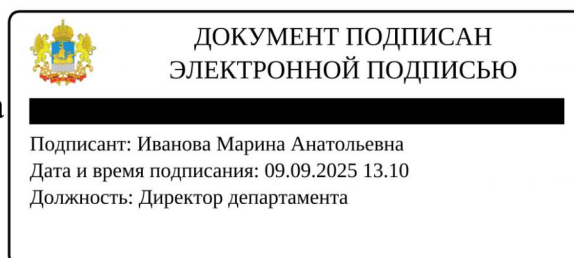 ДОКУМЕНТ ПОДПИСАН
ЭЛЕКТРОННОЙ ПОДПИСЬЮ
Подписант: Иванова Марина Анатольевна
Дата и время подписания: 09.09.2025 13.10
Должность: Директор департамента